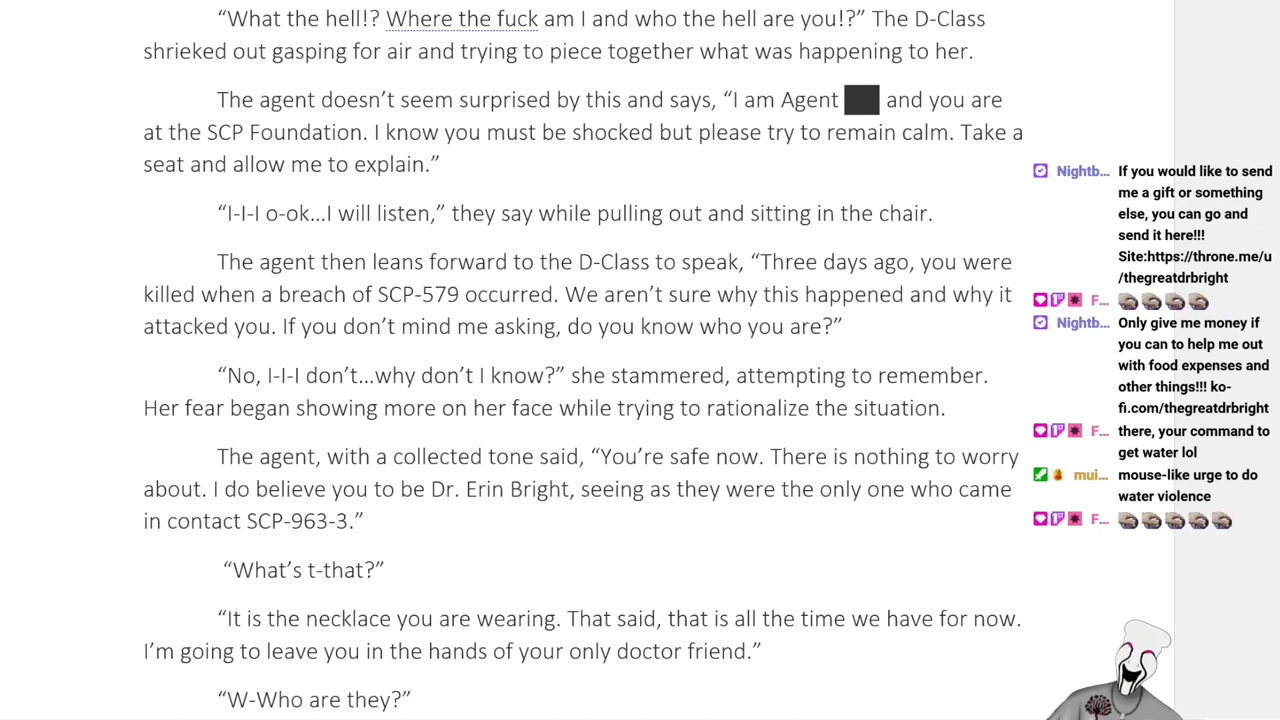 “What the hell!? Where the fuck am I and who the hell are you!?” The D-Class
shrieked out gasping for air and trying to piece together what was happening to her.
The agent doesn’t seem surprised by this and says, “I am Agent and you are
at the SCP Foundation. I know you must be shocked but please try to remain calm. Take a
seat and allow me to explain.”
“I-I-I o-ok...I will listen,” they say while pulling out and sitting in the chair.
The agent then leans forward to the D-Class to speak, “Three days ago, you were
killed when a breach of SCP-579 occurred. We aren’t sure why this happened and why it
attacked you. If you don’t mind me asking, do you know who you are?”
“No, I-I-I don’t...why don’t I know?” she stammered, attempting to remember.
Her fear began showing more on her face while trying to rationalize the situation.
The agent, with a collected tone said, “You’re safe now. There is nothing to worry
about. I do believe you to be Dr. Erin Bright, seeing as they were the only one who came
in contact SCP-963-3.”
“What’s t-that?”
“It is the necklace you are wearing. That said, that is all the time we have for now.
I’m going to leave you in the hands of your only doctor friend.”
“W-Who are they?”
Nightb... If you would like to send
me a gift or something
else, you can go and
send it here!!!
Site:https://throne.me/u
/thegreatdrbright
F...
Nightb... Only give me money if
you can to help me out
with food expenses and
other things!!! ko-
fi.com/thegreatdrbright
F... there, your command to
get water lol
mui... mouse-like urge to do
water violence
F...